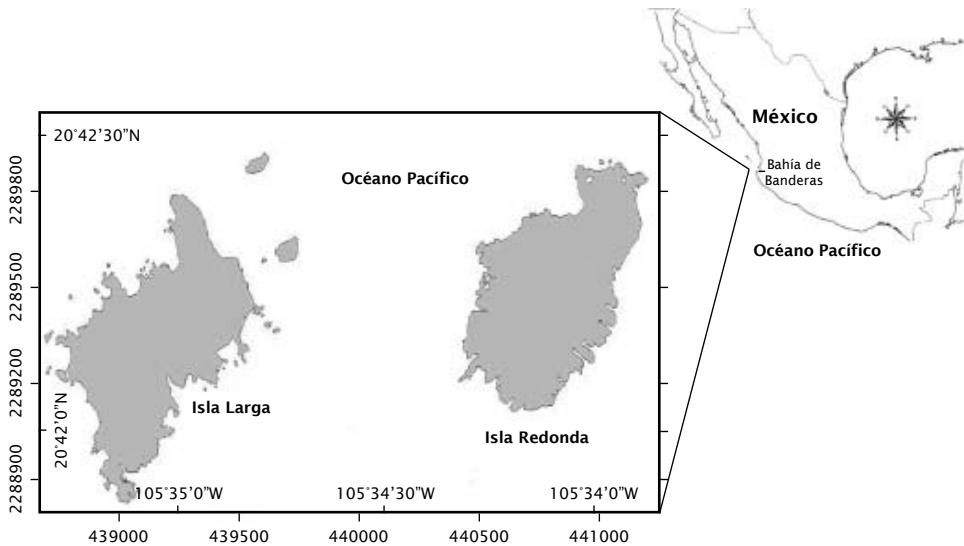 México
Bahía de
Banderas
Océano Pacífico
20°42'30"N
Océano Pacífico
2289800
2289500
2289200
2288900
20°42'0"N
Isla Larga
Isla Redonda
105°35'0"W
105°34'30"W
105°34'0"W
439000
439500
440000
440500
441000